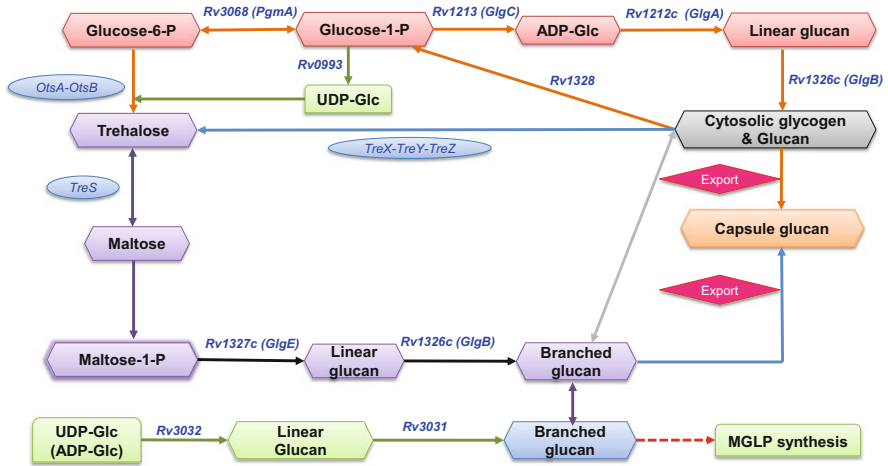 Rv3068 (PgmA)
Rv1213 (GlgC)
Rv1212c (GlgA)
Glucose-6-P
Glucose-1-P
ADP-Glc
Linear glucan
Rv0993
Rv1328
Rv1326c (GlgB)
OtsA-OtsB
UDP-Glc
Trehalose
Cytosolic glycogen
& Glucan
TreX-TreY-TreZ
TreS
Export
Maltose
Capsule glucan
Export
Rv1327c (GlgE)
Rv1326c (GlgB)
Maltose-1-P
Linear
glucan
Branched
glucan
UDP-Glc
(ADP-Glc)
Rv3032
Linear
Glucan
Rv3031
Branched
glucan
MGLP synthesis